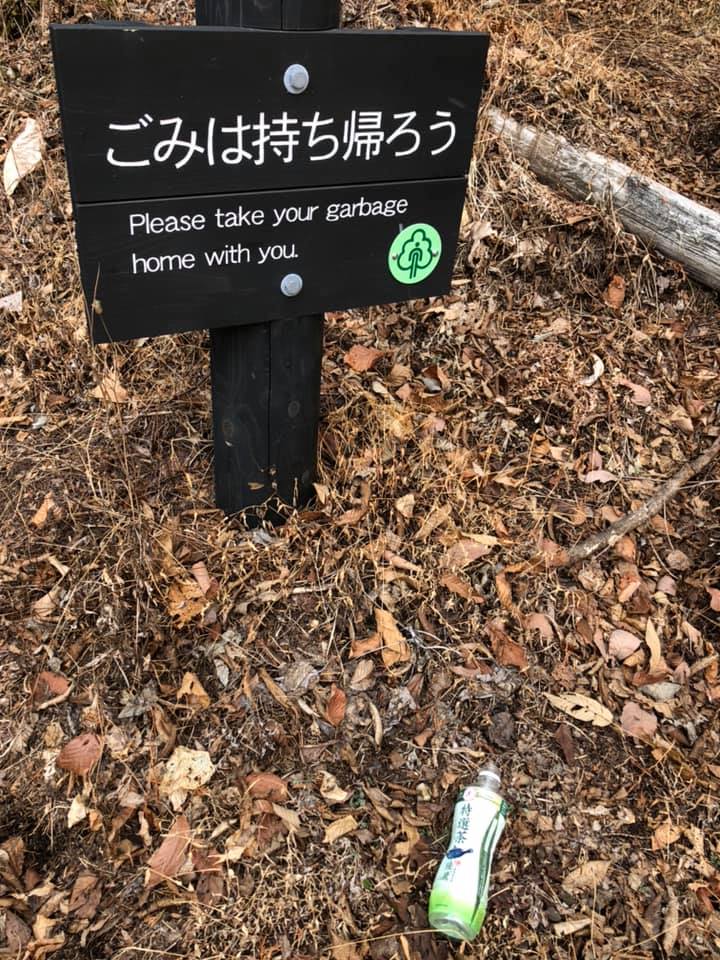 ごみは持ち帰ろう
Please take your garbage
home with you.
特選茶